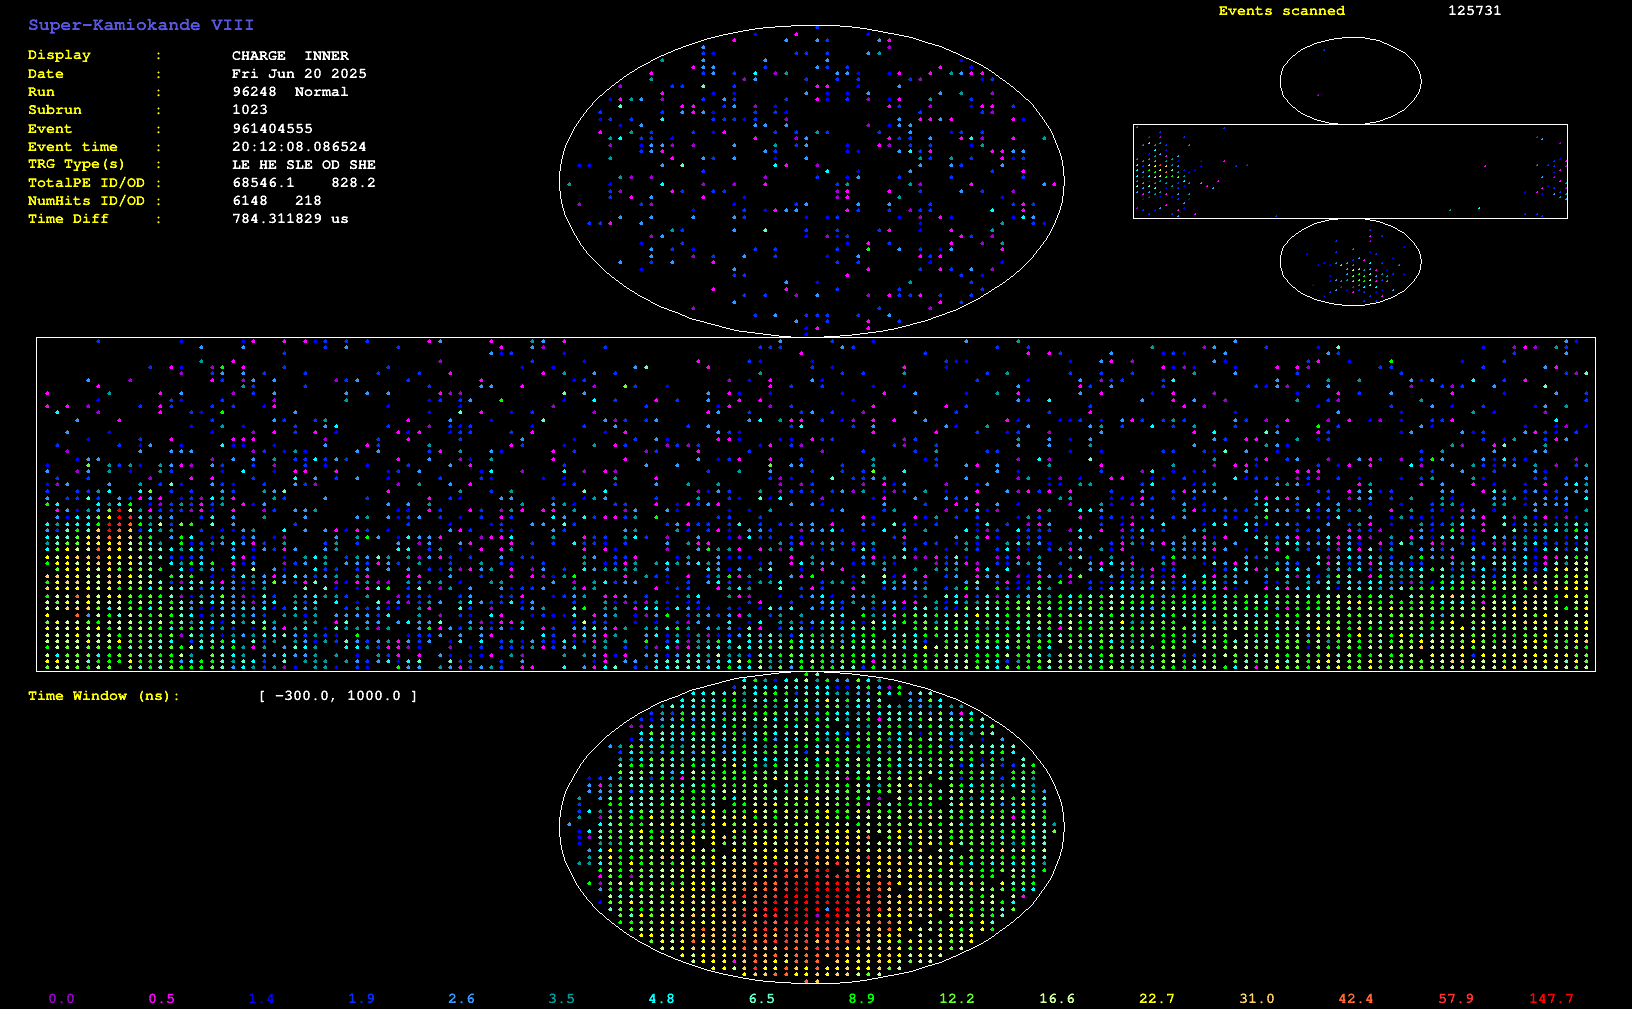 Super-Kamiokande VIII
Events scanned 125731
Display : CHARGE INNER
Date : Fri Jun 20 2025
Run : 96248 Normal
Subrun : 1023
Event : 961404555
Event time : 20:12:08.086524
TRG Type(s) : LE HE SLE OD SHE
TotalPE ID/OD : 68546.1 828.2
NumHits ID/OD : 6148 218
Time Diff : 784.311829 us
Time Window (ns): [ -300.0, 1000.0 ]
0.0 0.5 1.4 1.9 2.6 3.5 4.8 6.5 8.9 12.2 16.6 22.7 31.0 42.4 57.9 147.7